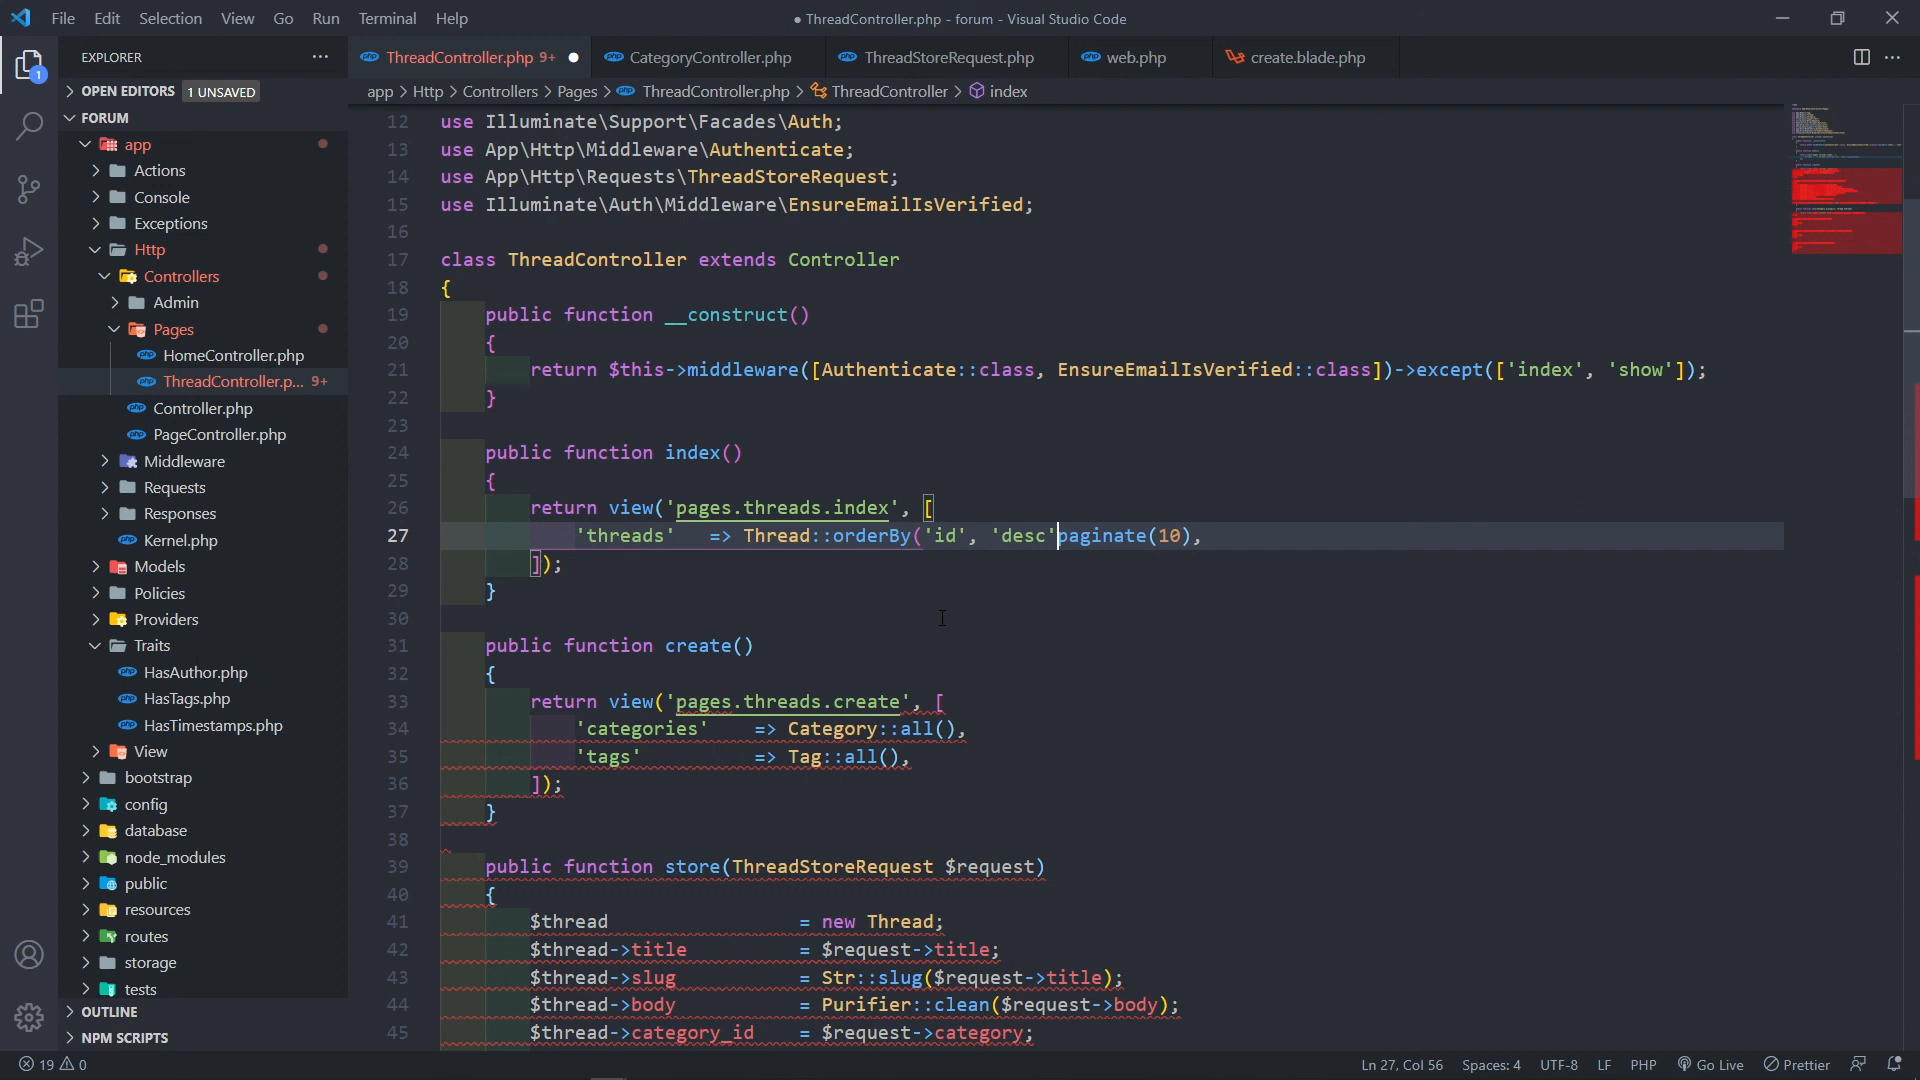 File Edit Selection View Go Run Terminal Help
● ThreadController.php - forum - Visual Studio Code
EXPLORER
ThreadController.php 9+
CategoryController.php
ThreadStoreRequest.php
web.php
create.blade.php
OPEN EDITORS 1 UNSAVED
app > Http > Controllers > Pages > ThreadController.php > ThreadController > index
FORUM
app
Actions
Console
Exceptions
Http
Controllers
Admin
Pages
HomeController.php
ThreadController.p... 9+
Controller.php
PageController.php
Middleware
Requests
Responses
Kernel.php
Models
Policies
Providers
Traits
HasAuthor.php
HasTags.php
HasTimestamps.php
View
bootstrap
config
database
node_modules
public
resources
routes
storage
tests
OUTLINE
NPM SCRIPTS
12 use Illuminate\Support\Facades\Auth;
13 use App\Http\Middleware\Authenticate;
14 use App\Http\Requests\ThreadStoreRequest;
15 use Illuminate\Auth\Middleware\EnsureEmailIsVerified;
16
17 class ThreadController extends Controller
18 {
19 public function __construct()
20 {
21 return $this->middleware([Authenticate::class, EnsureEmailIsVerified::class])->except(['index', 'show']);
22 }
23
24 public function index()
25 {
26 return view('pages.threads.index', [
27 'threads' => Thread::orderBy('id', 'desc'paginate(10),
28 ]);
29 }
30
31 public function create()
32 {
33 return view('pages.threads.create', [
34 'categories' => Category::all(),
35 'tags' => Tag::all(),
36 ]);
37 }
38
39 public function store(ThreadStoreRequest $request)
40 {
41 $thread = new Thread;
42 $thread->title = $request->title;
43 $thread->slug = Str::slug($request->title);
44 $thread->body = Purifier::clean($request->body);
45 $thread->category_id = $request->category;
19 0
Ln 27, Col 56 Spaces: 4 UTF-8 LF PHP Go Live Prettier